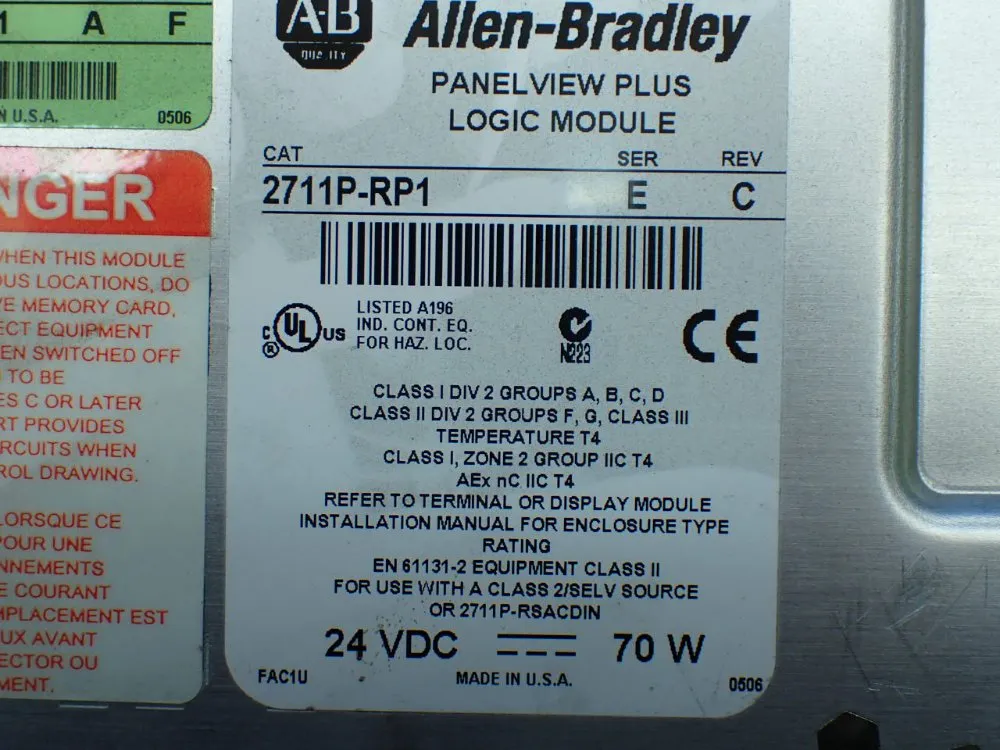 1 A F
N U.S.A. 0506
NGER
WHEN THIS MODULE
OUS LOCATIONS, DO
VE MEMORY CARD,
ECT EQUIPMENT
EN SWITCHED OFF
TO BE
ES C OR LATER
RT PROVIDES
RCUITS WHEN
ROL DRAWING.
LORSQUE CE
POUR UNE
NNEMENTS
E COURANT
MPLACEMENT EST
UX AVANT
ECTOR OU
MENT.
A-B
QUALITY
Allen-Bradley
PANELVIEW PLUS
LOGIC MODULE
CAT SER REV
2711P-RP1 E C
C UL US
®
LISTED A196
IND. CONT. EQ.
FOR HAZ. LOC.
N223
CE
CLASS I DIV 2 GROUPS A, B, C, D
CLASS II DIV 2 GROUPS F, G, CLASS III
TEMPERATURE T4
CLASS I, ZONE 2 GROUP IIC T4
AEx nC IIC T4
REFER TO TERMINAL OR DISPLAY MODULE
INSTALLATION MANUAL FOR ENCLOSURE TYPE
RATING
EN 61131-2 EQUIPMENT CLASS II
FOR USE WITH A CLASS 2/SELV SOURCE
OR 2711P-RSACDIN
24 VDC 70 W
FAC1U MADE IN U.S.A. 0506